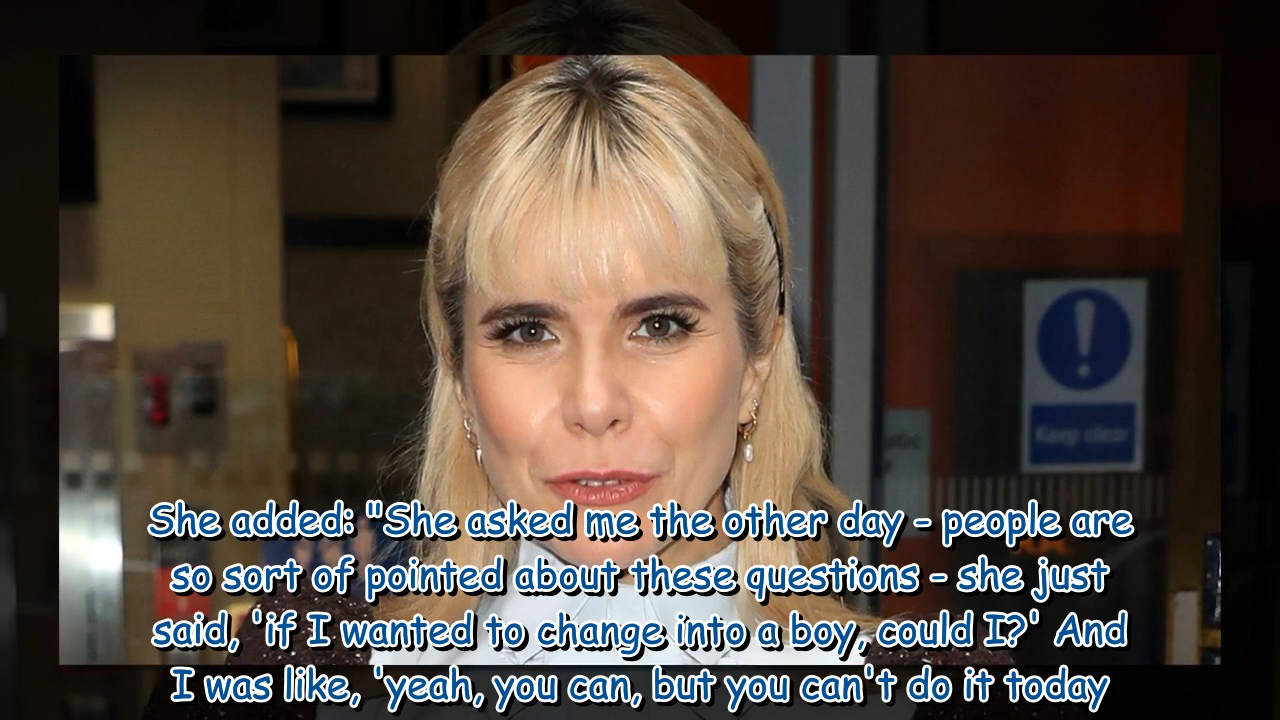 Keep clear
She added: "She asked me the other day - people are
so sort of pointed about these questions - she just
said, 'if I wanted to change into a boy, could I?' And
I was like, 'yeah, you can, but you can't do it today